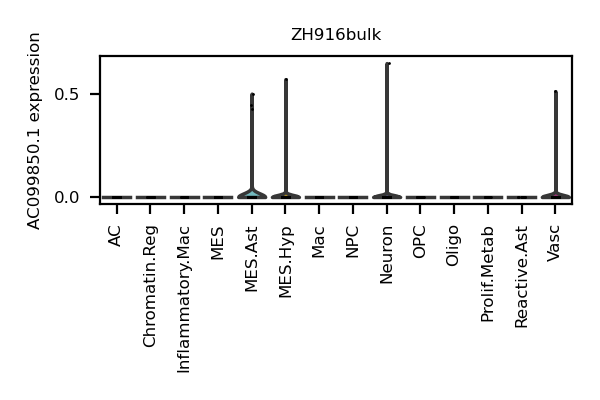 ZH916bulk
AC099850.1 expression
0.5
0.0
AC
Chromatin.Reg
Inflammatory.Mac
MES
MES.Ast
MES.Hyp
Mac
NPC
Neuron
OPC
Oligo
Prolif.Metab
Reactive.Ast
Vasc